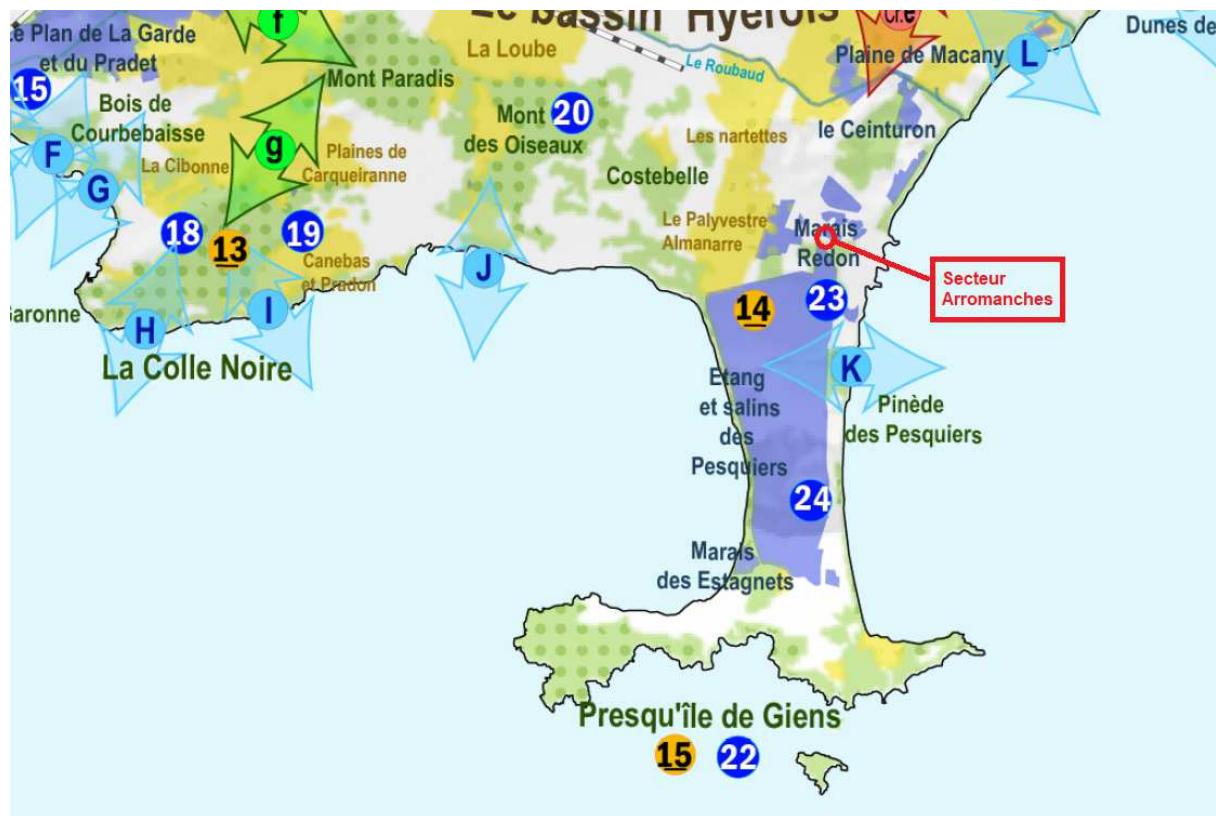 Le bassin Hyérois
cr.e
f
e Plan de La Garde
et du Pradet
La Loube
Le Roubaud
Plaine de Macany
L
Dunes de
15
Mont Paradis
Bois de
Courbebaisse
Mont
des Oiseaux
20
Les nartettes
le Ceinturon
F
La Cibonne
g
Plaines de
Carqueiranne
Costebelle
G
18
13
19
Le Palyvestre
Almanarre
Marais
Redon
Canebas
et Pradon
J
Secteur
Arromanches
aronne
H
I
14
23
La Colle Noire
K
Etang
et salins
des
Pesquiers
Pinède
des Pesquiers
24
Marais
des Estagnets
Presqu'île de Giens
15
22